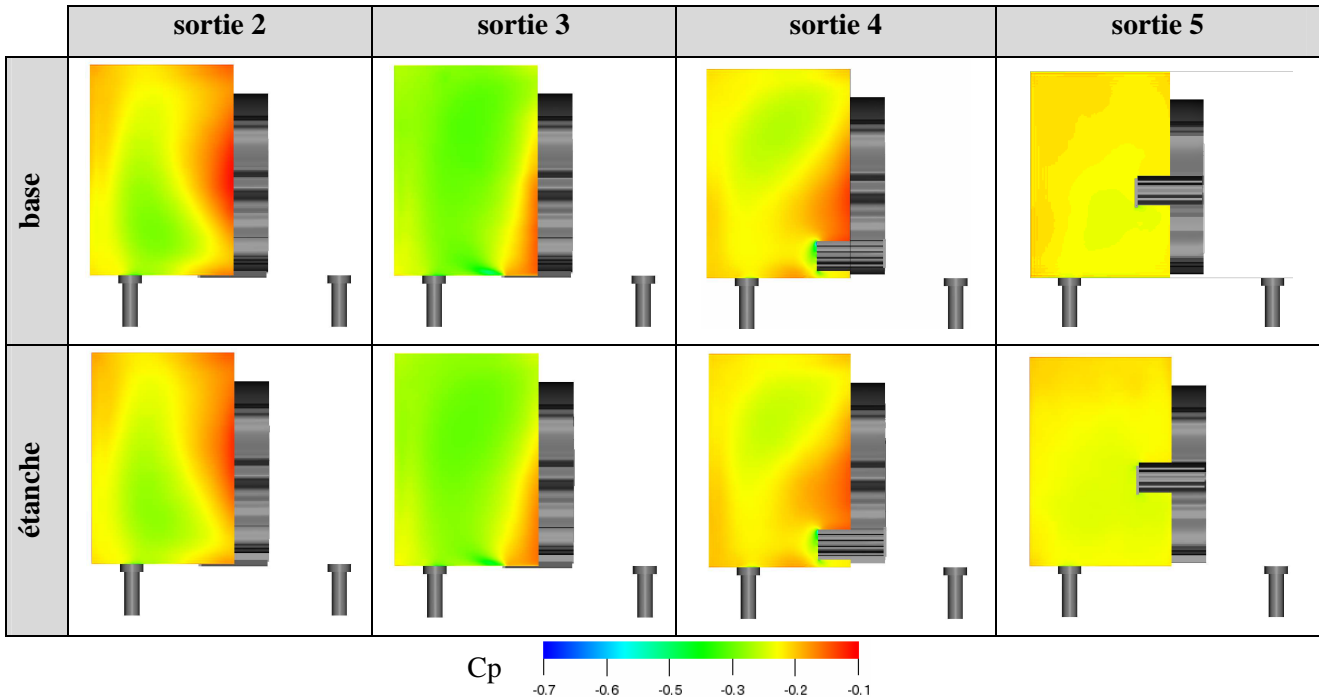 sortie 2 sortie 3 sortie 4 sortie 5
base
étanche
Cp
-0.7 -0.6 -0.5 -0.3 -0.2 -0.1